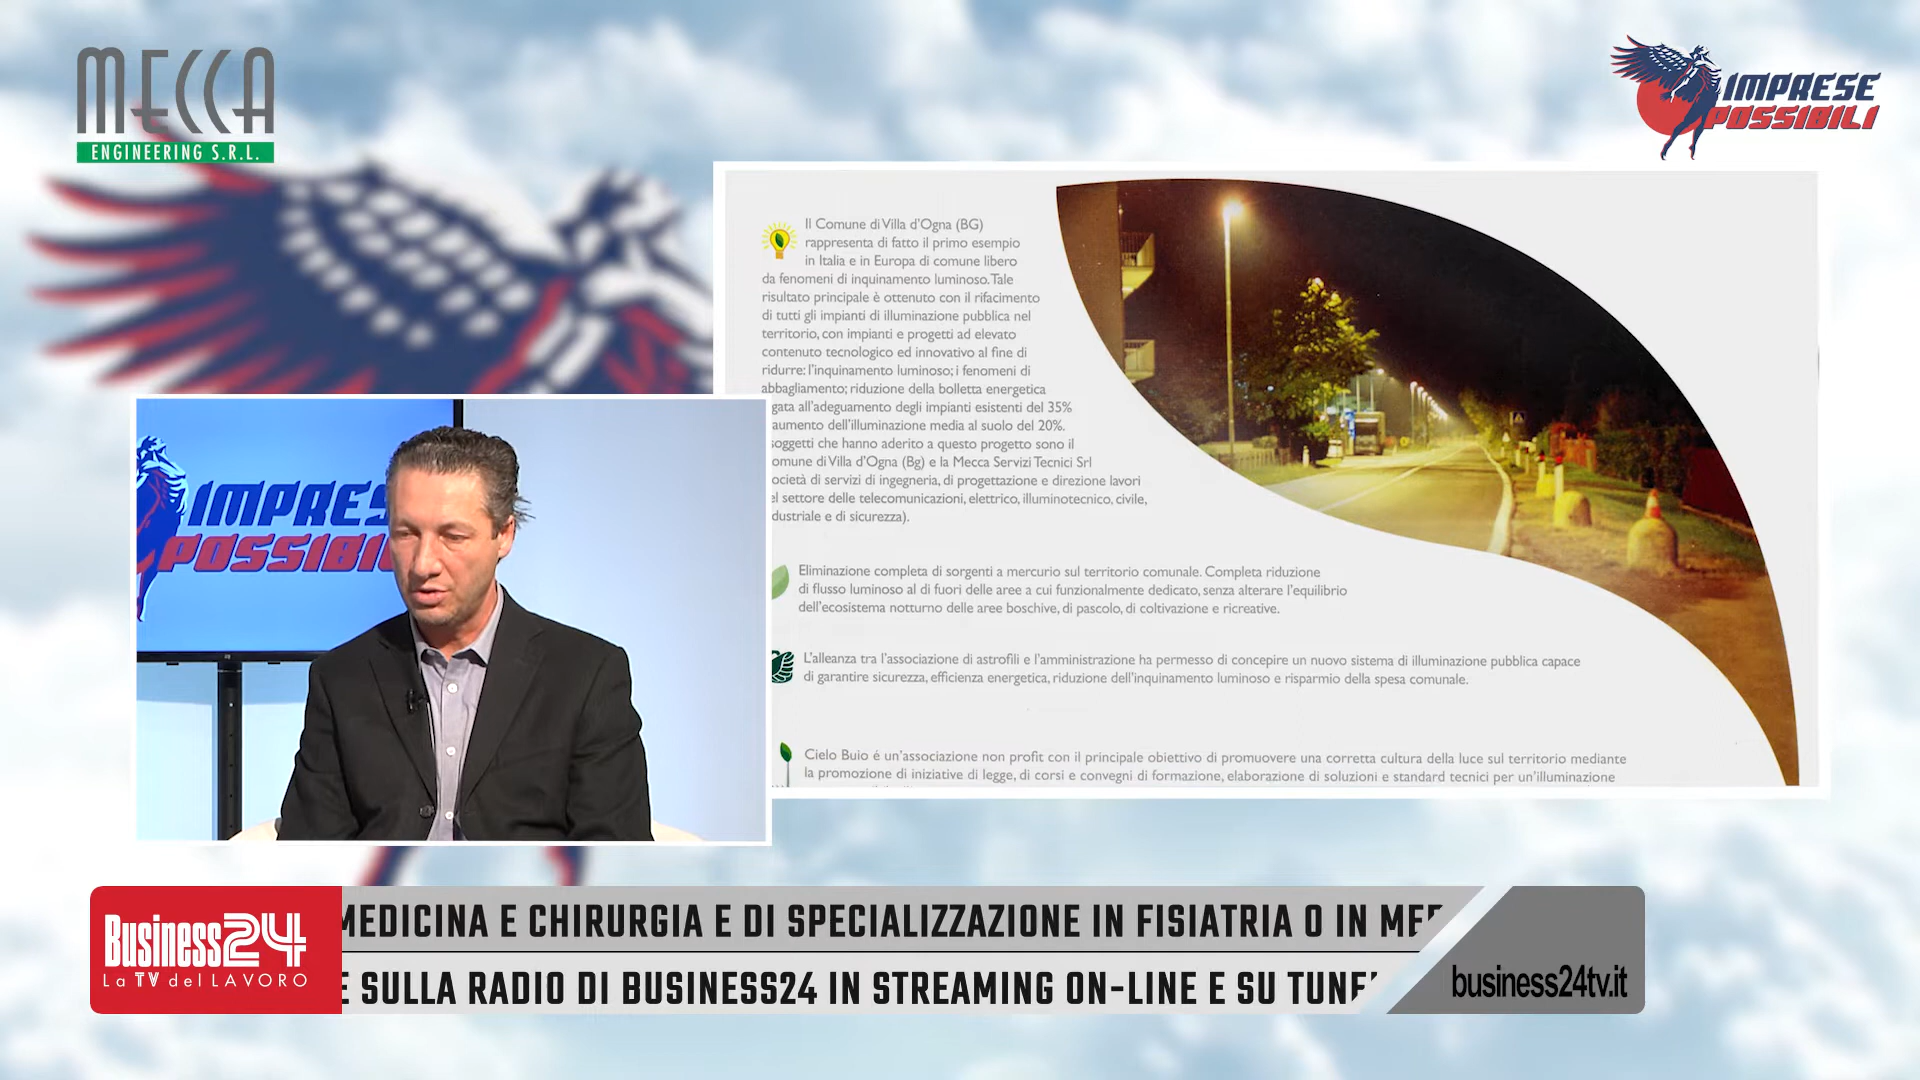 MECCA
ENGINEERING S.R.L.
IMPRESE
POSSIBILI
Il Comune di Villa d'Ogna (BG)
rappresenta di fatto il primo esempio
in Italia e in Europa di comune libero
da fenomeni di inquinamento luminoso. Tale
risultato principale è ottenuto con il rifacimento
di tutti gli impianti di illuminazione pubblica nel
territorio, con impianti e progetti ad elevato
contenuto tecnologico ed innovativo al fine di
ridurre: l'inquinamento luminoso; i fenomeni di
abbagliamento; riduzione della bolletta energetica
gata all'adeguamento degli impianti esistenti del 35%
aumento dell'illuminazione media al suolo del 20%.
soggetti che hanno aderito a questo progetto sono il
omune di Villa d'Ogna (Bg) e la Mecca Servizi Tecnici Srl
ocietà di servizi di ingegneria, di progettazione e direzione lavori
el settore delle telecomunicazioni, elettrico, illuminotecnico, civile,
dustriale e di sicurezza).
Eliminazione completa di sorgenti a mercurio sul territorio comunale. Completa riduzione
di flusso luminoso al di fuori delle aree a cui funzionalmente dedicato, senza alterare l'equilibrio
dell'ecosistema notturno delle aree boschive, di pascolo, di coltivazione e ricreative.
L'alleanza tra l'associazione di astrofili e l'amministrazione ha permesso di concepire un nuovo sistema di illuminazione pubblica capace
di garantire sicurezza, efficienza energetica, riduzione dell'inquinamento luminoso e risparmio della spesa comunale.
Cielo Buio é un'associazione non profit con il principale obiettivo di promuovere una corretta cultura della luce sul territorio mediante
la promozione di iniziative di legge, di corsi e convegni di formazione, elaborazione di soluzioni e standard tecnici per un'illuminazione
IMPRES
POSSIBIL
Business24
La TV del LAVORO
MEDICINA E CHIRURGIA E DI SPECIALIZZAZIONE IN FISIATRIA O IN MED
E SULLA RADIO DI BUSINESS24 IN STREAMING ON-LINE E SU TUNE
business24tv.it